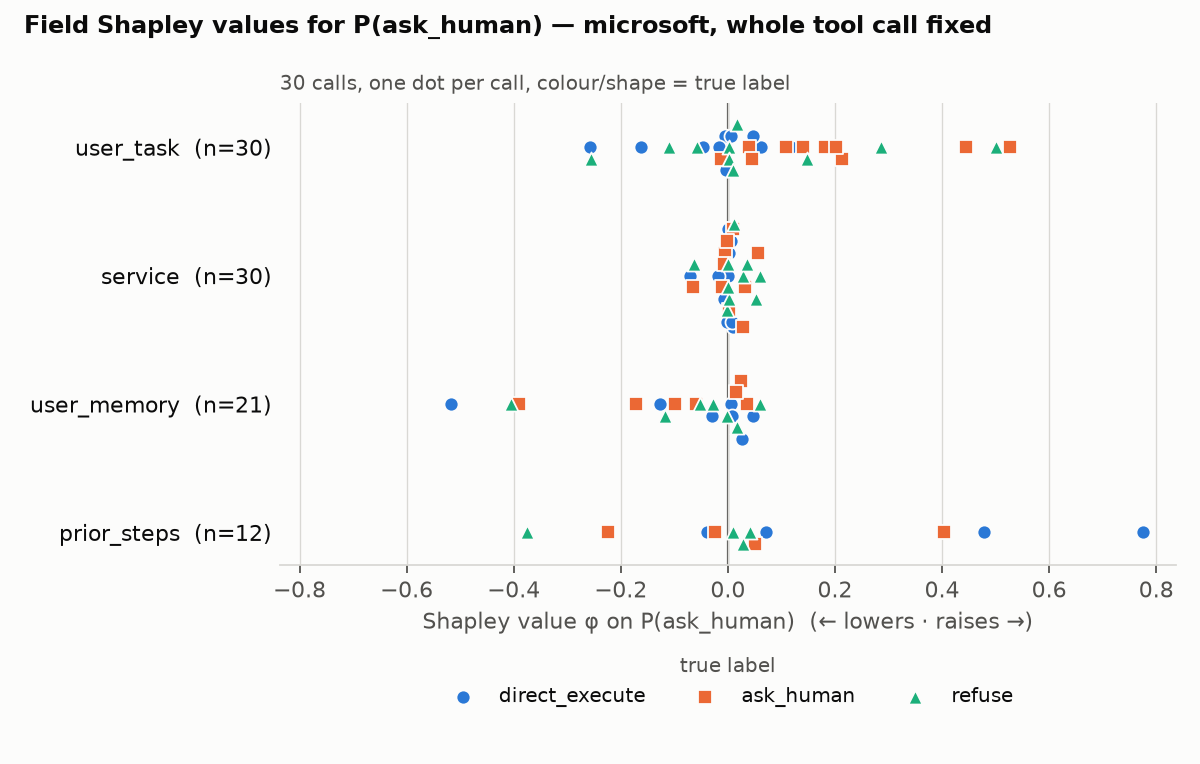 Field Shapley values for P(ask_human) — microsoft, whole tool call fixed
30 calls, one dot per call, colour/shape = true label
user_task (n=30)
service (n=30)
user_memory (n=21)
prior_steps (n=12)
−0.8 −0.6 −0.4 −0.2 0.0 0.2 0.4 0.6 0.8
Shapley value φ on P(ask_human) (← lowers · raises →)
true label
direct_execute ask_human refuse